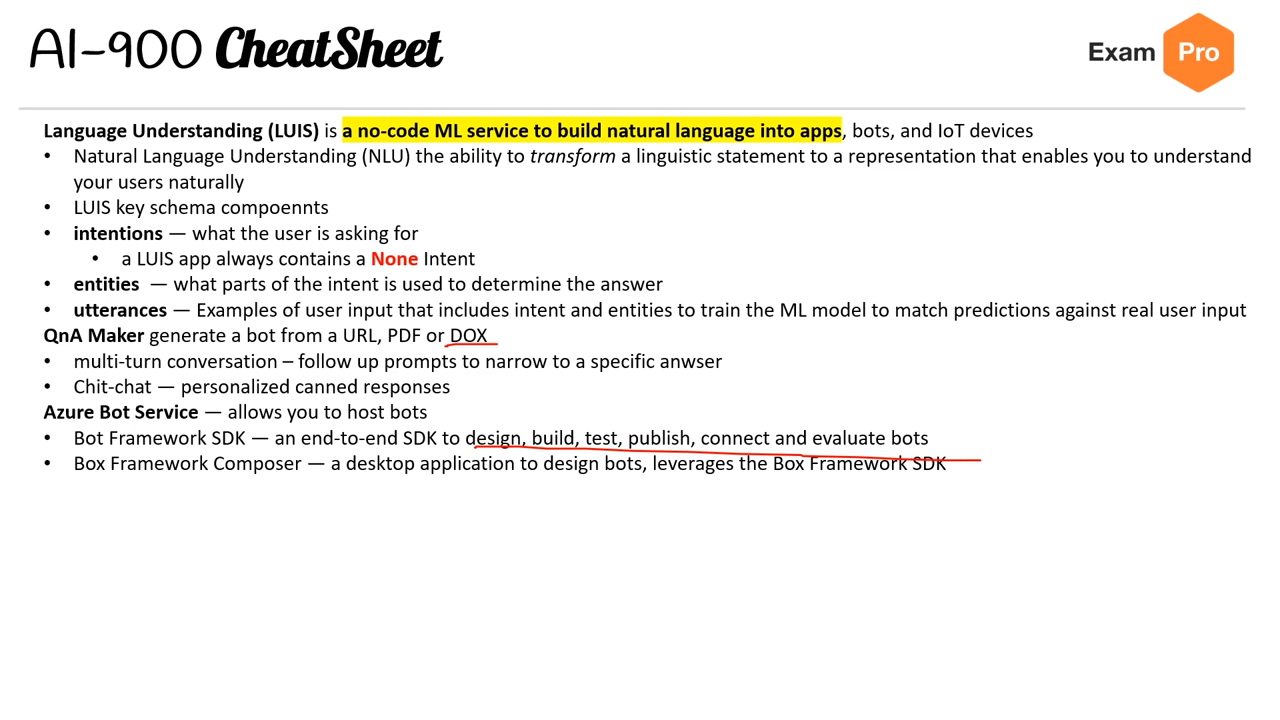 AI-900 CheatSheet
Exam Pro
Language Understanding (LUIS) is a no-code ML service to build natural language into apps, bots, and IoT devices
• Natural Language Understanding (NLU) the ability to transform a linguistic statement to a representation that enables you to understand
your users naturally
• LUIS key schema compoennts
• intentions — what the user is asking for
• a LUIS app always contains a None Intent
• entities — what parts of the intent is used to determine the answer
• utterances — Examples of user input that includes intent and entities to train the ML model to match predictions against real user input
QnA Maker generate a bot from a URL, PDF or DOX
• multi-turn conversation – follow up prompts to narrow to a specific anwser
• Chit-chat — personalized canned responses
Azure Bot Service — allows you to host bots
• Bot Framework SDK — an end-to-end SDK to design, build, test, publish, connect and evaluate bots
• Box Framework Composer — a desktop application to design bots, leverages the Box Framework SDK